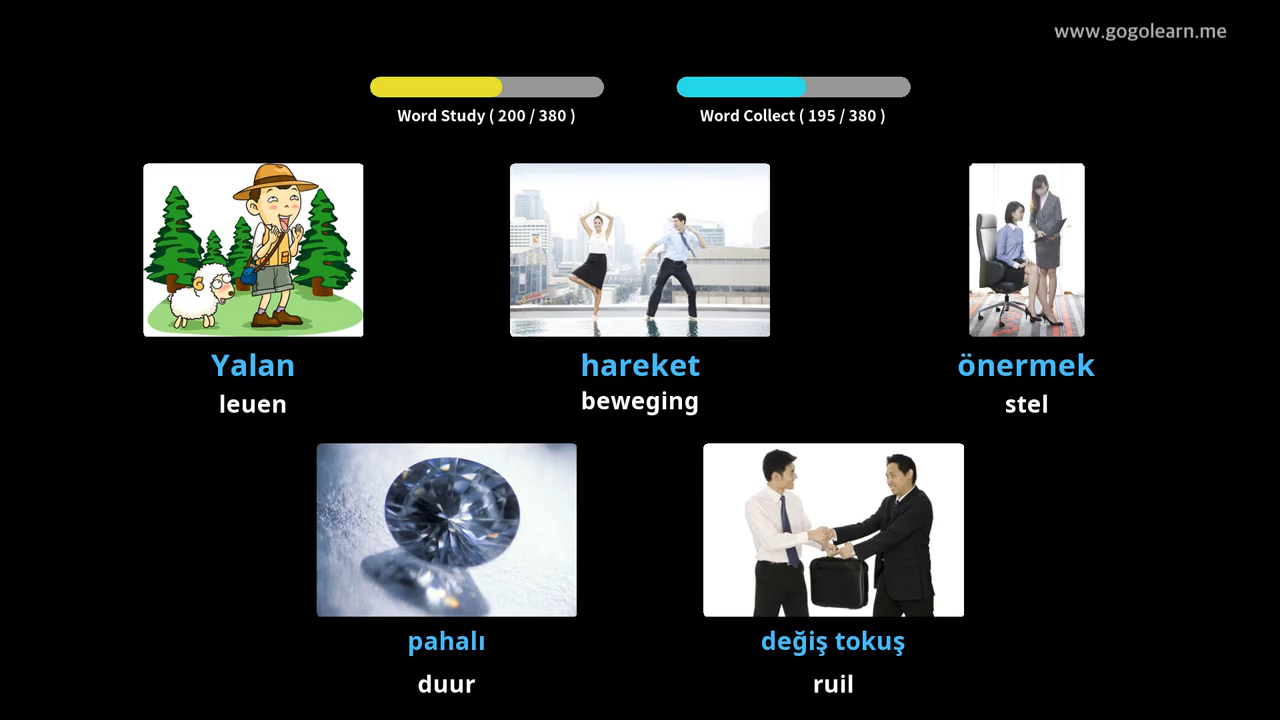 www.gogolearn.me
Word Study ( 200 / 380 )
Word Collect ( 195 / 380 )
Yalan
leuen
hareket
beweging
önermek
stel
pahalı
duur
değiş tokuş
ruil